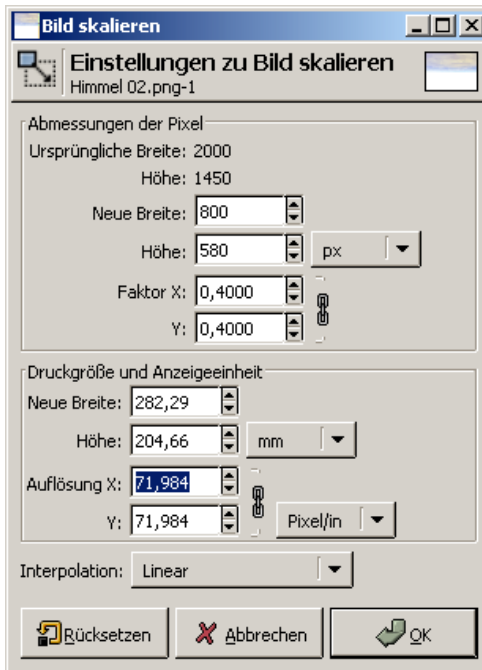 Bild skalieren
Einstellungen zu Bild skalieren
Himmel 02.png-1
Abmessungen der Pixel
Ursprüngliche Breite: 2000
Höhe: 1450
Neue Breite: 800
Höhe: 580 px
Faktor X: 0,4000
Y: 0,4000
Druckgröße und Anzeigeeinheit
Neue Breite: 282,29
Höhe: 204,66 mm
Auflösung X: 71,984
Y: 71,984 Pixel/in
Interpolation: Linear
Rücksetzen Abbrechen OK